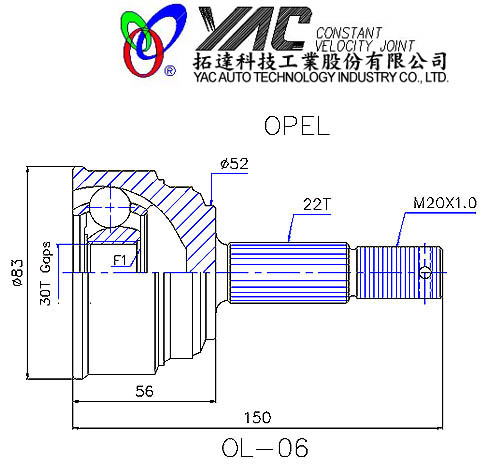 YAC CONSTANT
VELOCITY JOINT
®
拓達科技工業股份有限公司
YAC AUTO TECHNOLOGY INDUSTRY CO., LTD.
OPEL
ø52
22T
M20X1.0
ø83
30T Gaps
F1
56
150
OL-06